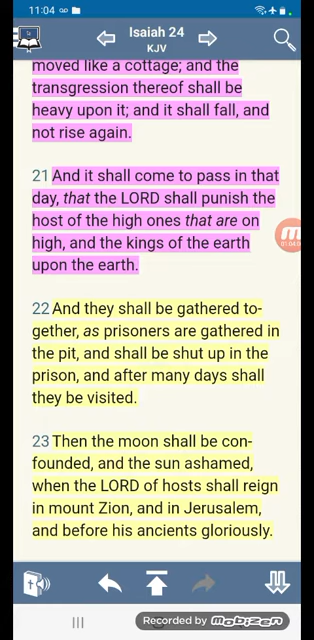 11:04
Isaiah 24
KJV
moved like a cottage; and the
transgression thereof shall be
heavy upon it; and it shall fall, and
not rise again.
21 And it shall come to pass in that
day, that the LORD shall punish the
host of the high ones that are on
high, and the kings of the earth
upon the earth.
22 And they shall be gathered to-
gether, as prisoners are gathered in
the pit, and shall be shut up in the
prison, and after many days shall
they be visited.
23 Then the moon shall be con-
founded, and the sun ashamed,
when the LORD of hosts shall reign
in mount Zion, and in Jerusalem,
and before his ancients gloriously.
Recorded by mobizen